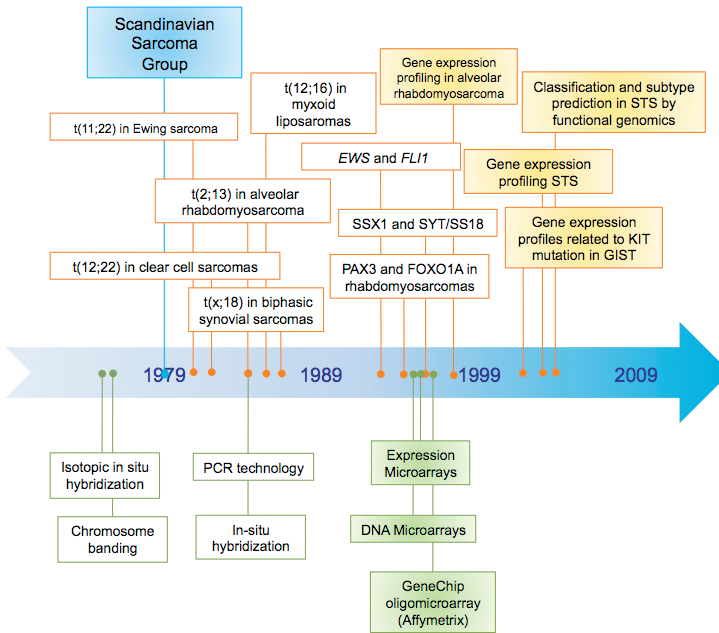 Scandinavian
Sarcoma
Group
t(11;22) in Ewing sarcoma
t(12;16) in
myxoid
liposaromas
Gene expression
profiling in alveolar
rhabdomyosarcoma
Classification and subtype
prediction in STS by
functional genomics
EWS and FLI1
Gene expression
profiling STS
t(2;13) in alveolar
rhabdomyosarcoma
SSX1 and SYT/SS18
Gene expression
profiles related to KIT
mutation in GIST
t(12;22) in clear cell sarcomas
PAX3 and FOXO1A in
rhabdomyosarcomas
t(x;18) in biphasic
synovial sarcomas
1979
1989
1999
2009
Isotopic in situ
hybridization
PCR technology
Expression
Microarrays
Chromosome
banding
In-situ
hybridization
DNA Microarrays
GeneChip
oligomicroarray
(Affymetrix)